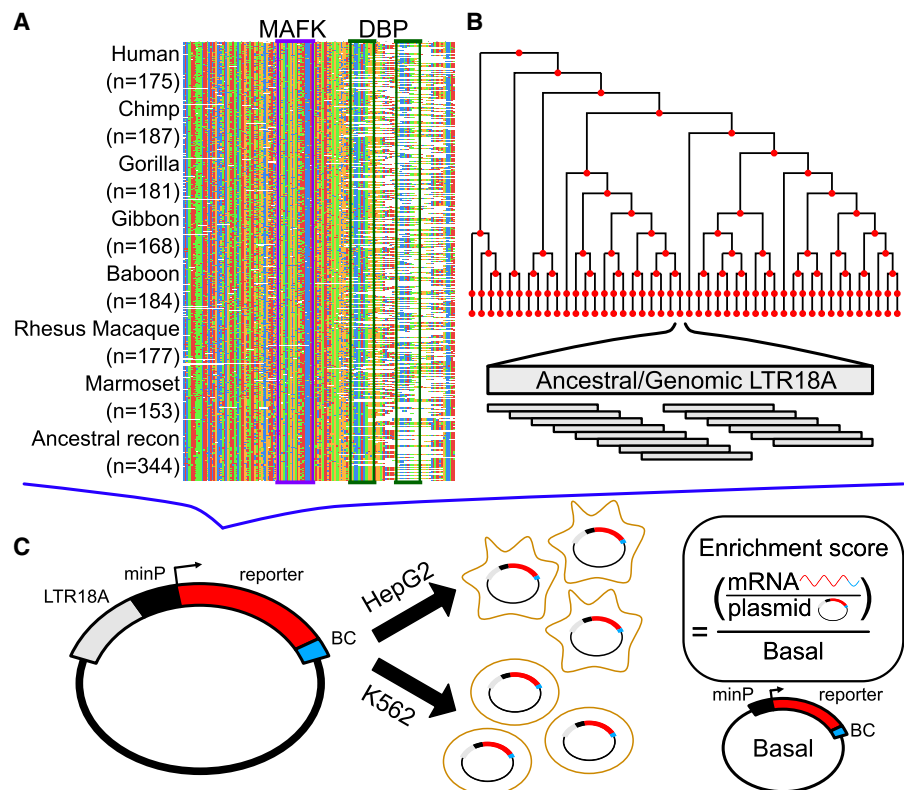 A
MAFK DBP
Human
(n=175)
Chimp
(n=187)
Gorilla
(n=181)
Gibbon
(n=168)
Baboon
(n=184)
Rhesus Macaque
(n=177)
Marmoset
(n=153)
Ancestral recon
(n=344)
B
Ancestral/Genomic LTR18A
C
LTR18A
minP
reporter
BC
HepG2
K562
Enrichment score
= (mRNA
plasmid)
Basal
minP
reporter
BC
Basal